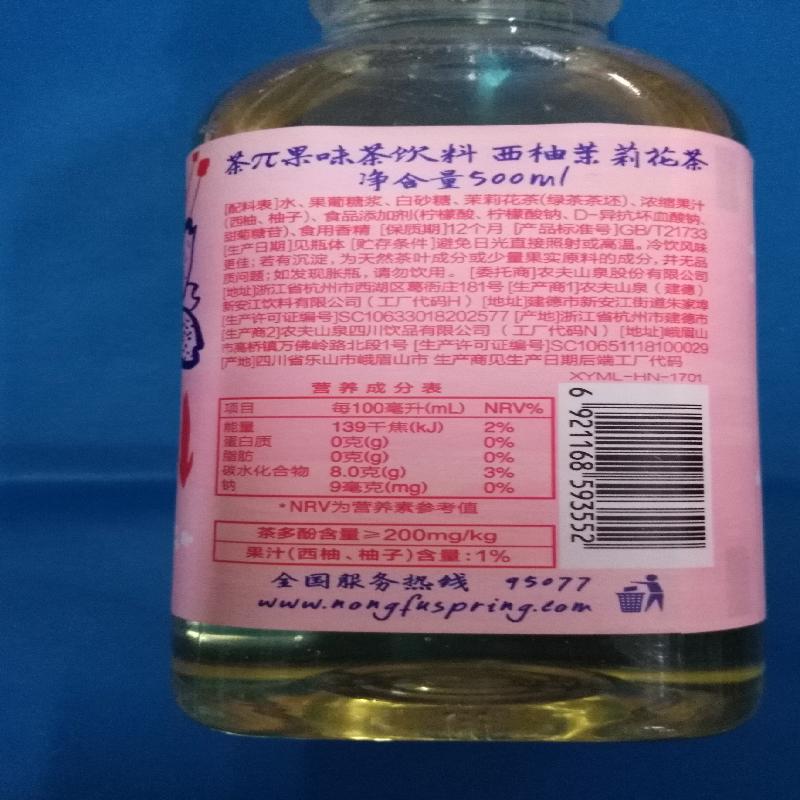 茶π果味茶饮料 西柚茉莉花茶
净含量500ml
[配料表]水、果葡糖浆、白砂糖、茉莉花茶(绿茶茶坯)、浓缩果汁
(西柚、柚子)、食品添加剂(柠檬酸、柠檬酸钠、D-异抗坏血酸钠、
甜菊糖苷)、食用香精 [保质期]12个月 [产品标准号]GB/T21733
[生产日期]见瓶体 [贮存条件]避免日光直接照射或高温。冷饮风味
更佳；若有沉淀，为天然茶叶成分或少量果实原料的成分，并无品
质问题；如发现胀瓶，请勿饮用。 [委托商]农夫山泉股份有限公司
[地址]浙江省杭州市西湖区葛衙庄181号 [生产商1]农夫山泉（建德）
新安江饮料有限公司（工厂代码H）[地址]建德市新安江街道朱家埠
[生产许可证编号]SC10633018202577 [产地]浙江省杭州市建德市
[生产商2]农夫山泉四川饮品有限公司（工厂代码N）[地址]峨眉山
市高桥镇万佛岭路北段1号 [生产许可证编号]SC10651118100029
[产地]四川省乐山市峨眉山市 生产商见生产日期后端工厂代码
XYML-HN-1701
营养成分表
项目 每100毫升(mL) NRV%
能量 139千焦(kJ) 2%
蛋白质 0克(g) 0%
脂肪 0克(g) 0%
碳水化合物 8.0克(g) 3%
钠 9毫克(mg) 0%
*NRV为营养素参考值
茶多酚含量≥200mg/kg
果汁(西柚、柚子)含量:1%
6 921168 593552
全国服务热线 95077
www.nongfuspring.com